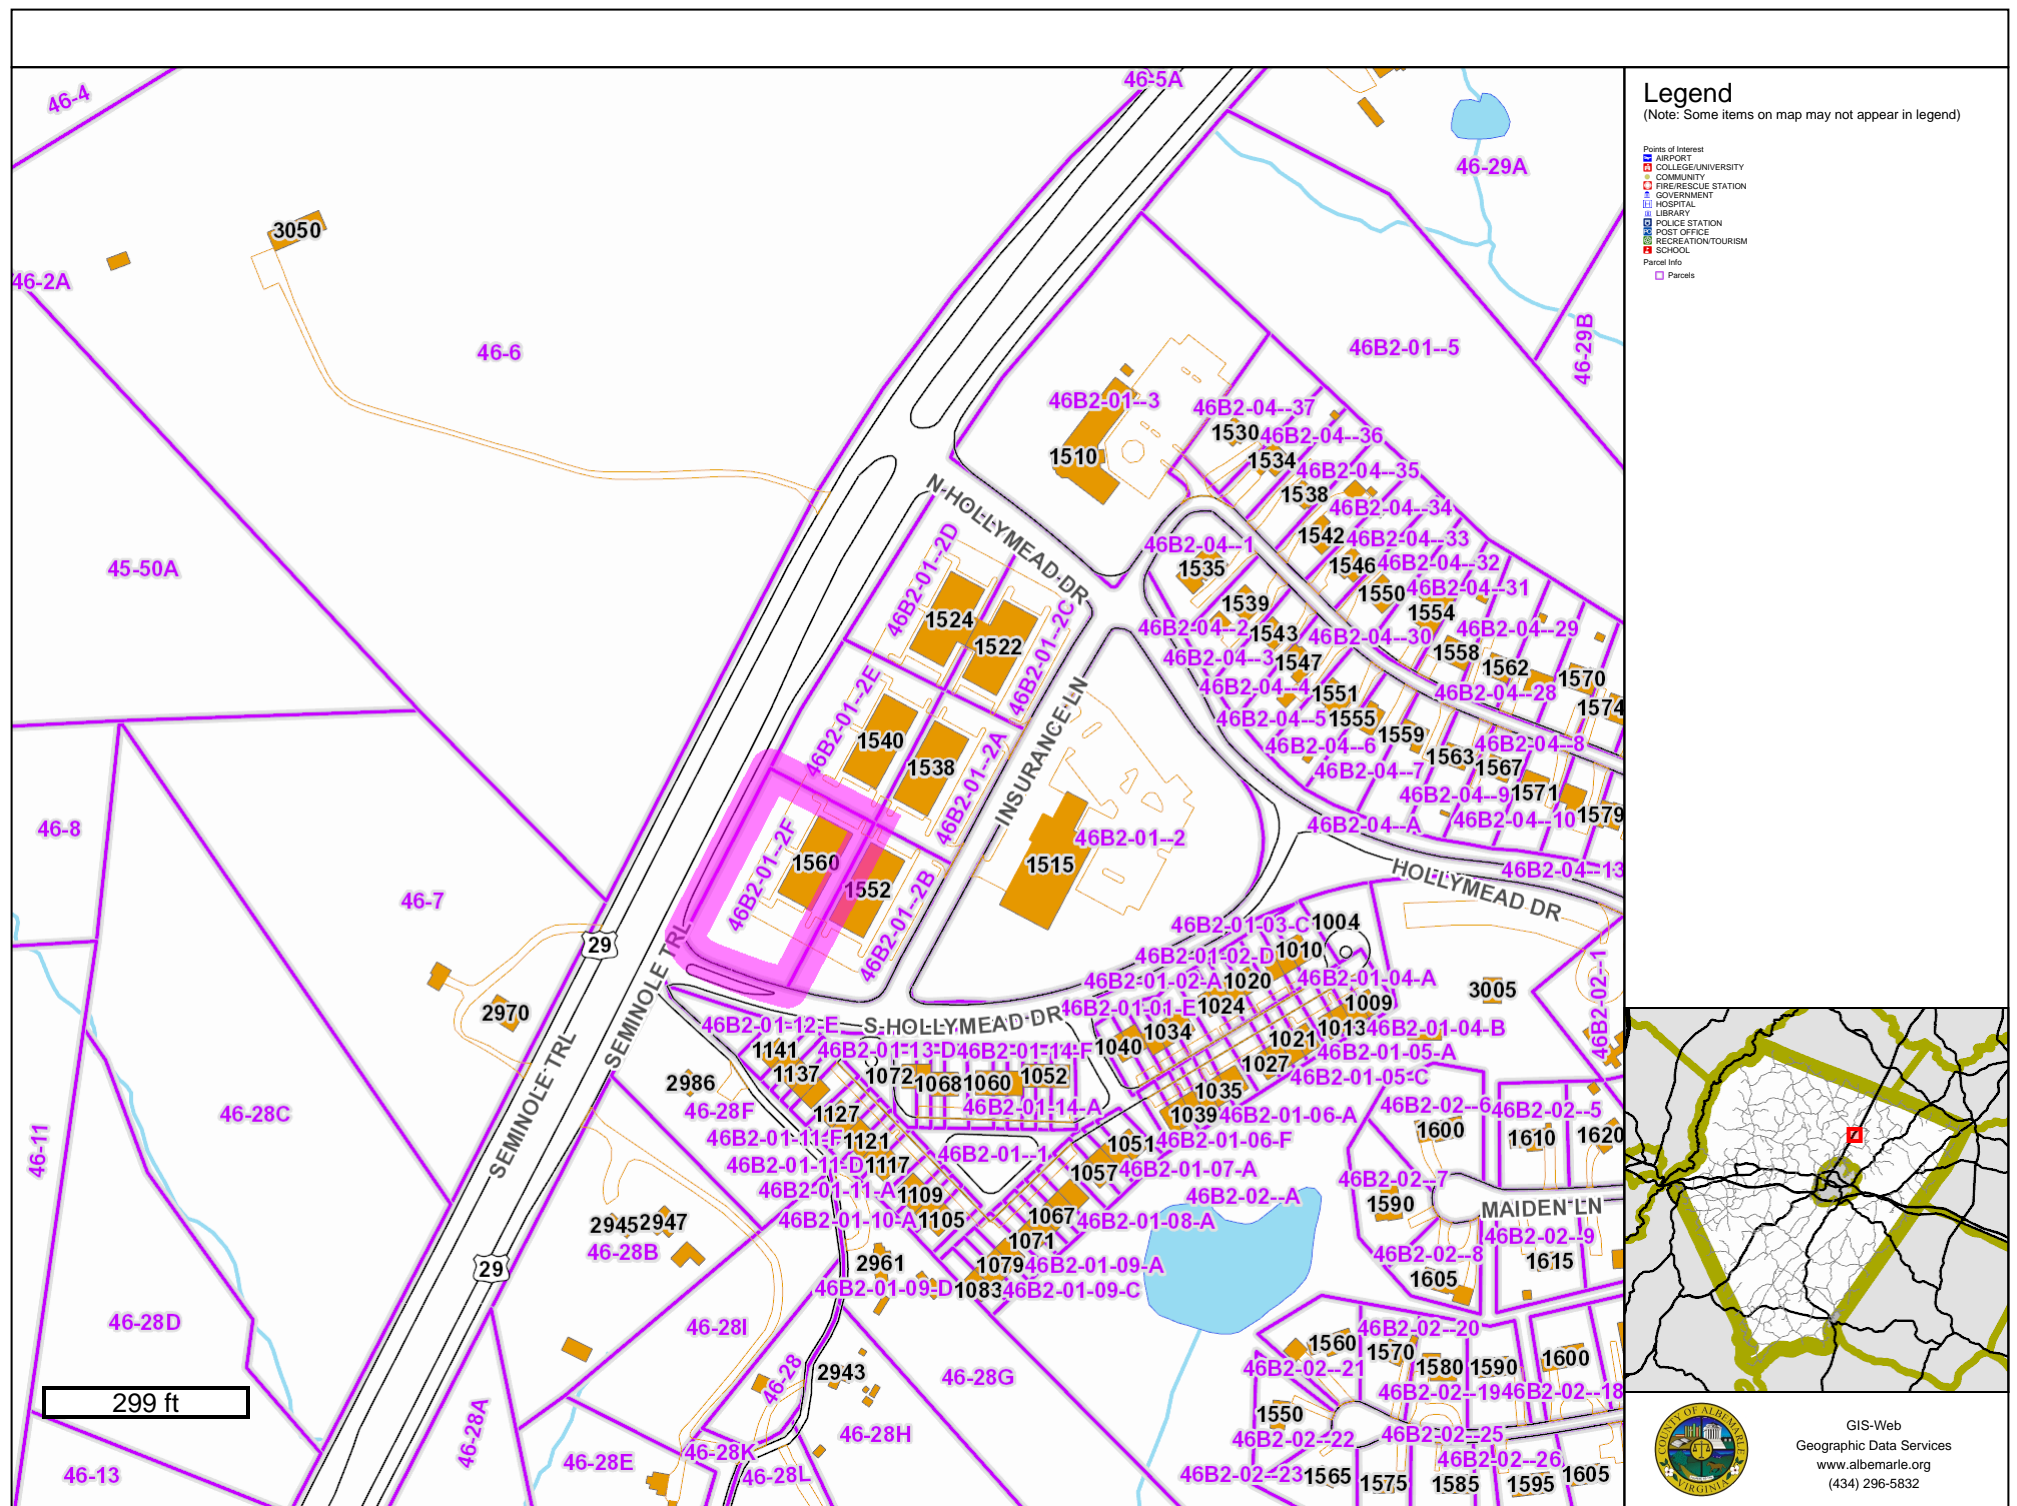 46-5A
46-4
46-29A
3050
46-2A
46-6
46B2-01--5
46-29B
46B2-01--3
46B2-04--37
1530
46B2-04--36
1510
1534
46B2-04--35
N HOLLYMEAD DR
1538
46B2-04--34
46B2-01--2D
1542
46B2-04--33
46B2-04--1
1535
1546
46B2-04--32
45-50A
1550
46B2-04--31
1539
1554
1524
1522
46B2-01--2C
46B2-04--2
1543
46B2-04--30
46B2-04--29
46B2-04--3
1547
1558
1562
1570
46B2-04--4
1551
46B2-04--28
1574
46B2-01--2E
INSURANCE LN
46B2-04--5
1555
1540
1538
46B2-01--2A
46B2-04--6
1559
46B2-04--8
1563
1567
46B2-04--7
46B2-04--9
1571
46-8
46B2-04--A
46B2-04--10
1579
46B2-01--2F
1560
1552
1515
46B2-01--2
46B2-04--13
46-7
46B2-01--2B
HOLLYMEAD DR
29
46B2-01-03-C
1004
46B2-01-02-D
1010
SEMINOLE TRL
46B2-01-02-A
1020
46B2-01-04-A
3005
46B2-02--1
2970
46B2-01-01-E
1024
1009
46B2-01-12-E
S HOLLYMEAD DR
1034
1013
46B2-01-04-B
1141
46B2-01-13-D
46B2-01-14-F
1040
1021
46B2-01-05-A
1137
1072
1068
1060
1052
1027
46B2-01-05-C
2986
SEMINOLE TRL
1035
46-28F
1127
46B2-01-14-A
1039
46B2-01-06-A
46B2-02--6
46B2-02--5
46-28C
46-11
46B2-01-11-F
1121
1051
46B2-01-06-F
1600
1610
1620
46B2-01-11-D
1117
46B2-01--1
1057
46B2-01-07-A
46B2-02--7
46B2-01-11-A
1109
46B2-02--A
1590
MAIDEN LN
2945
2947
46B2-01-10-A
1105
1067
46B2-01-08-A
46-28B
1071
46B2-02--8
46B2-02--9
29
2961
1079
46B2-01-09-A
1605
1615
46B2-01-09-D
1083
46B2-01-09-C
46-28D
46-28I
1560
46B2-02--20
1570
46B2-02--21
1580
1590
1600
46-28
2943
46-28G
46B2-02--19
46B2-02--18
299 ft
46-28A
1550
46-28H
46B2-02--22
46B2-02--25
46-13
46-28E
46-28K
46-28L
46B2-02--23
1565
46B2-02--26
1575
1585
1595
1605
Legend
(Note: Some items on map may not appear in legend)
Points of Interest
AIRPORT
COLLEGE/UNIVERSITY
COMMUNITY
FIRE/RESCUE STATION
GOVERNMENT
HOSPITAL
LIBRARY
POLICE STATION
POST OFFICE
RECREATION/TOURISM
SCHOOL
Parcel Info
Parcels
COUNTY OF ALBEMARLE
VIRGINIA
GIS-Web
Geographic Data Services
www.albemarle.org
(434) 296-5832